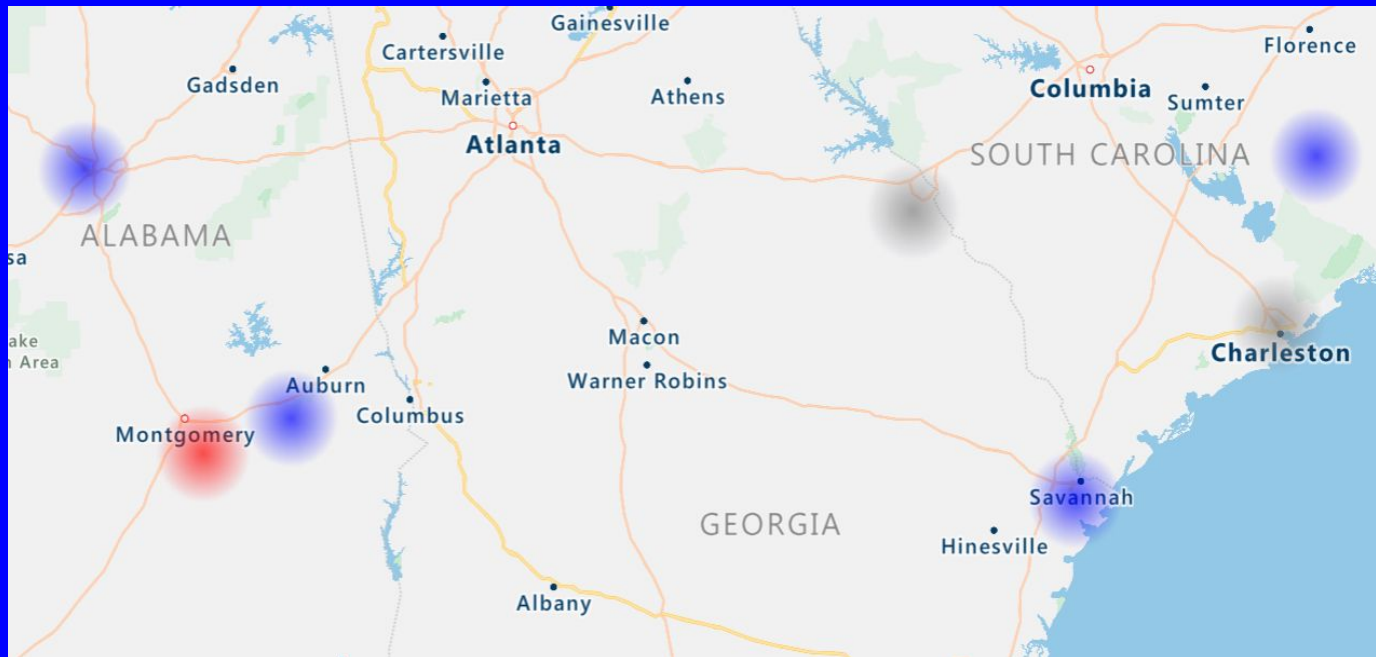 Gainesville
Cartersville
Florence
Gadsden
Marietta
Athens
Columbia
Sumter
Atlanta
SOUTH CAROLINA
ALABAMA
sa
Macon
ake
Area
Charleston
Auburn
Warner Robins
Columbus
Montgomery
Savannah
GEORGIA
Hinesville
Albany